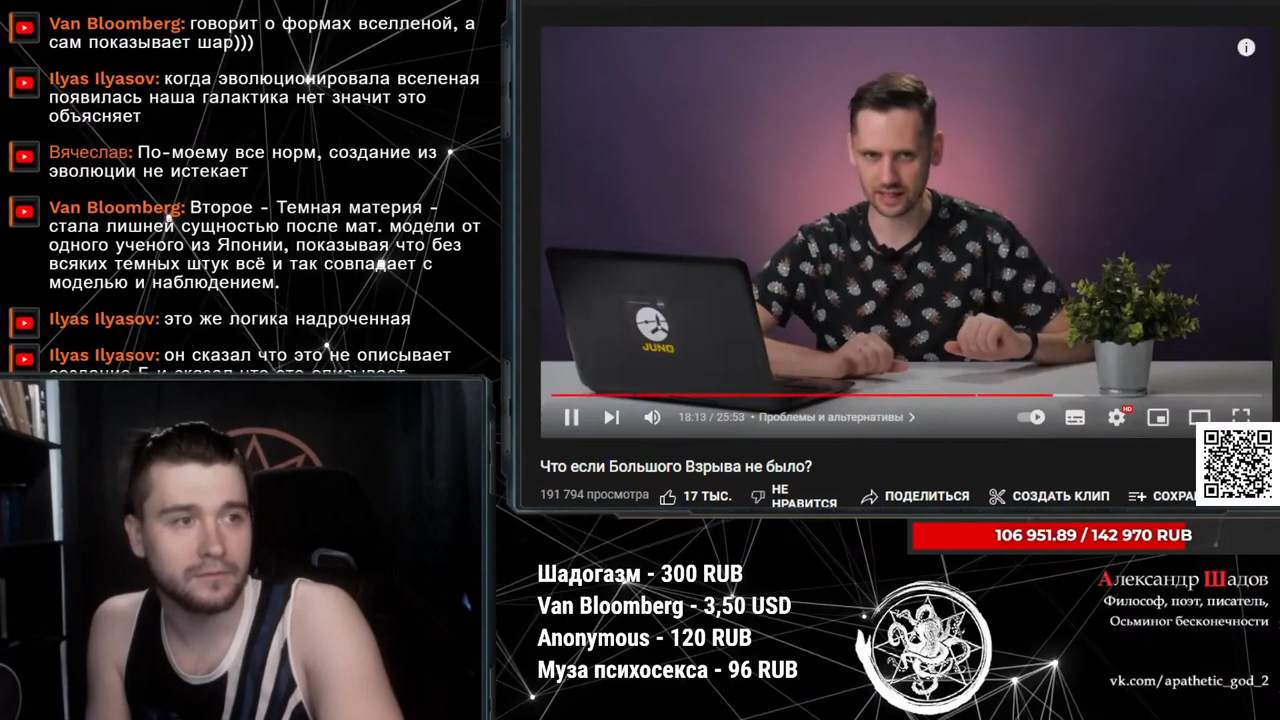 Van Bloomberg: говорит о формах вселленой, а
сам показывает шар)))
Ilyas Ilyasov: когда эволюционировала вселеная
появилась наша галактика нет значит это
объясняет
Вячеслав: По-моему все норм, создание из
эволюции не истекает
Van Bloomberg: Второе - Темная материя -
стала лишней сущностью после мат. модели от
одного ученого из Японии, показывая что без
всяких темных штук всё и так совпадает с
моделью и наблюдением.
Ilyas Ilyasov: это же логика надроченная
Ilyas Ilyasov: он сказал что это не описывает
JUNO
18:13 / 25:53 • Проблемы и альтернативы
HD
Что если Большого Взрыва не было?
191 794 просмотра
17 ТЫС.
НЕ
НРАВИТСЯ
ПОДЕЛИТЬСЯ
СОЗДАТЬ КЛИП
106 951.89 / 142 970 RUB
Шадогазм - 300 RUB
Van Bloomberg - 3,50 USD
Anonymous - 120 RUB
Муза психосекса - 96 RUB
Александр Шадов
Философ, поэт, писатель,
Осьминог бесконечности
vk.com/apathetic_god_2